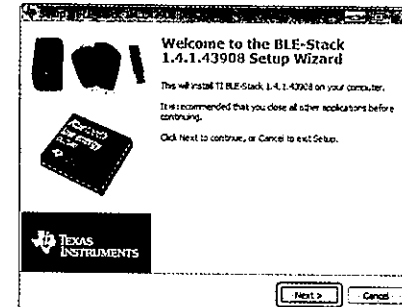 Welcome to the BLE-Stack
1.4.1.43908 Setup Wizard
This will install TI BLE-Stack 1.4.1.43908 on your computer.
It is recommended that you close all other applications before
continuing.
Click Next to continue, or Cancel to exit Setup.
TEXAS
INSTRUMENTS
Next >
Cancel